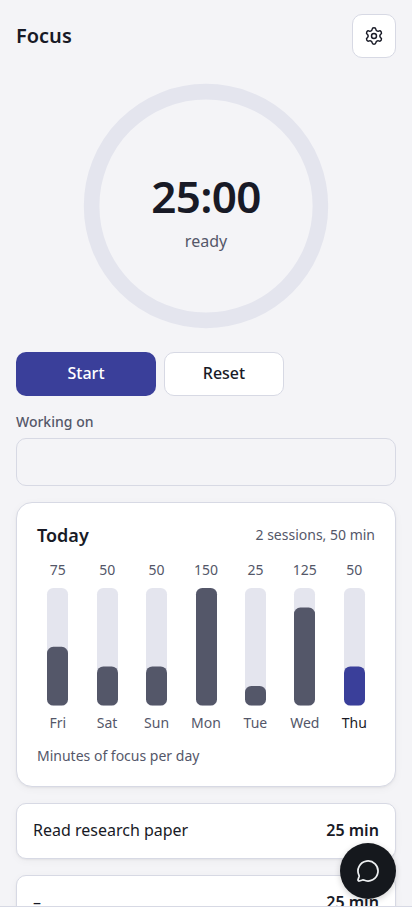 Focus
25:00
ready
Start Reset
Working on
Today 2 sessions, 50 min
75 50 50 150 25 125 50
Fri Sat Sun Mon Tue Wed Thu
Minutes of focus per day
Read research paper 25 min
– 25 min